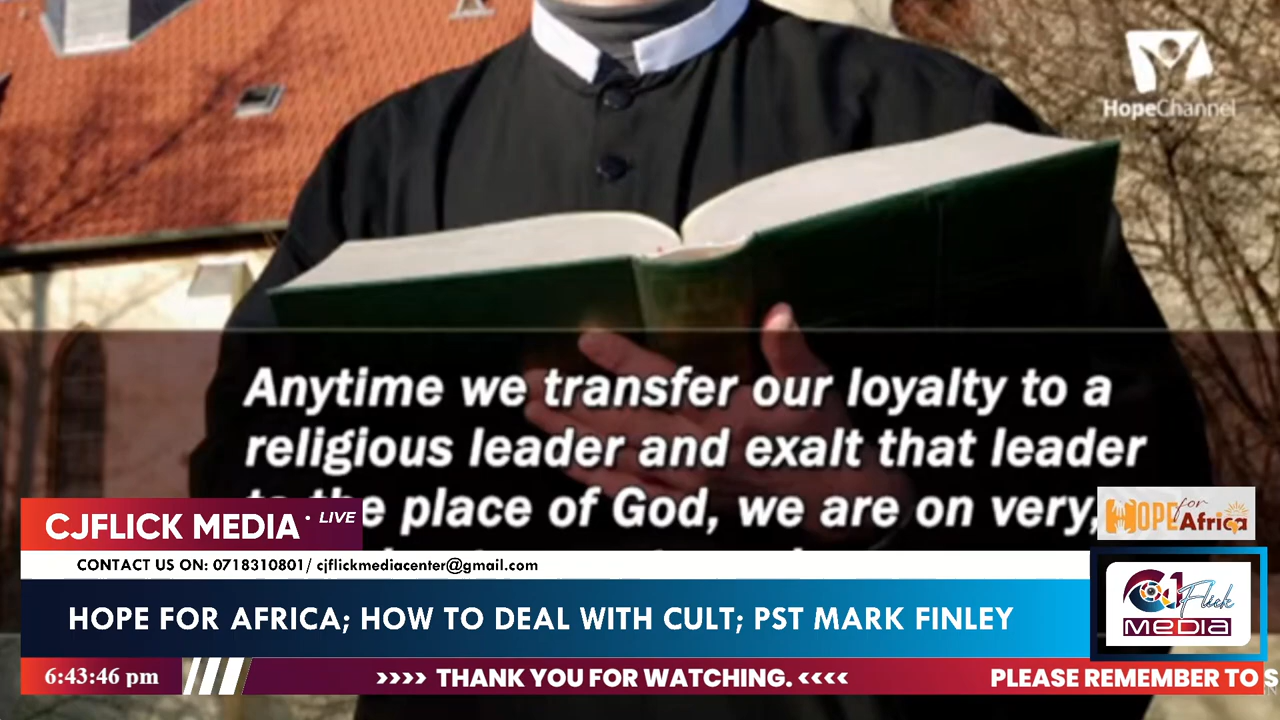 HopeChannel
Anytime we transfer our loyalty to a
religious leader and exalt that leader
to the place of God, we are on very,
CJFLICK MEDIA
LIVE
HOPE for Africa
CONTACT US ON: 0718310801/ cjflickmediacenter@gmail.com
HOPE FOR AFRICA; HOW TO DEAL WITH CULT; PST MARK FINLEY
Flick
MEDIA
6:43:46 pm
>>>> THANK YOU FOR WATCHING. <<<<
PLEASE REMEMBER TO S